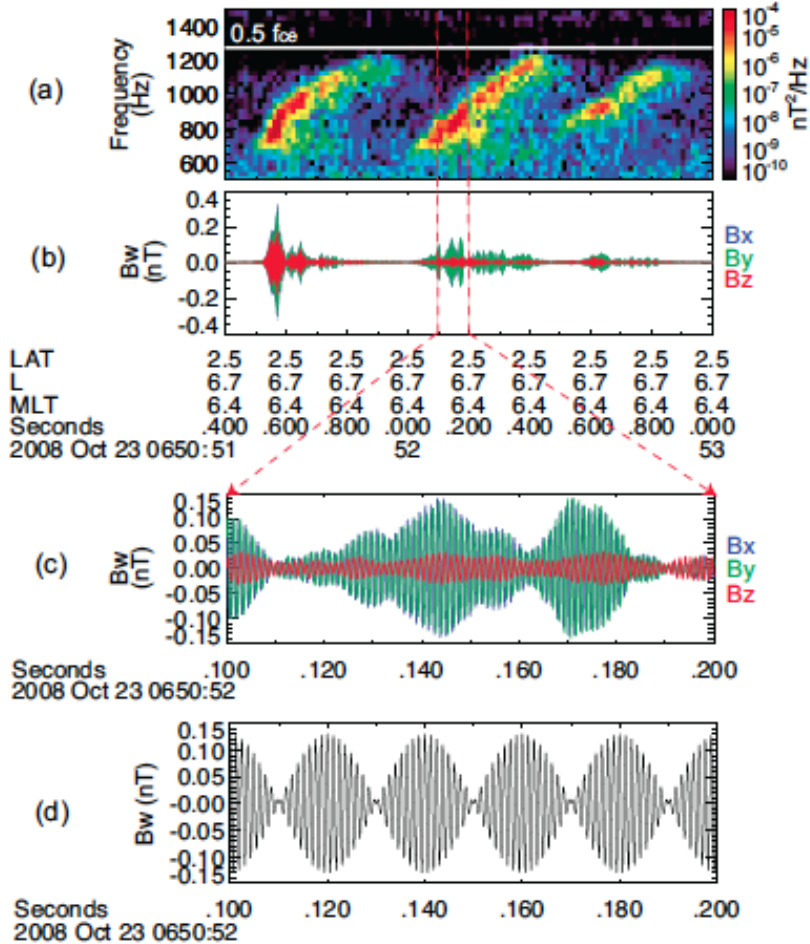 (a)
Frequency
(Hz)
1400
1200
1000
800
600
0.5 fce
10-4
10-5
10-6
10-7
10-8
10-9
10-10
nT2/Hz
(b)
Bw
(nT)
0.4
0.2
0.0
-0.2
-0.4
Bx
By
Bz
LAT 2.5 2.5 2.5 2.5 2.5 2.5 2.5 2.5 2.5
L 6.7 6.7 6.7 6.7 6.7 6.7 6.7 6.7 6.7
MLT 6.4 6.4 6.4 6.4 6.4 6.4 6.4 6.4 6.4
Seconds .400 .600 .800 .000 .200 .400 .600 .800 .000
2008 Oct 23 0650:51 52 53
(c)
Bw
(nT)
0.15
0.10
0.05
0.00
-0.05
-0.10
-0.15
Bx
By
Bz
Seconds .100 .120 .140 .160 .180 .200
2008 Oct 23 0650:52
(d)
Bw (nT)
0.15
0.10
0.05
-0.00
-0.05
-0.10
-0.15
Seconds .100 .120 .140 .160 .180 .200
2008 Oct 23 0650:52